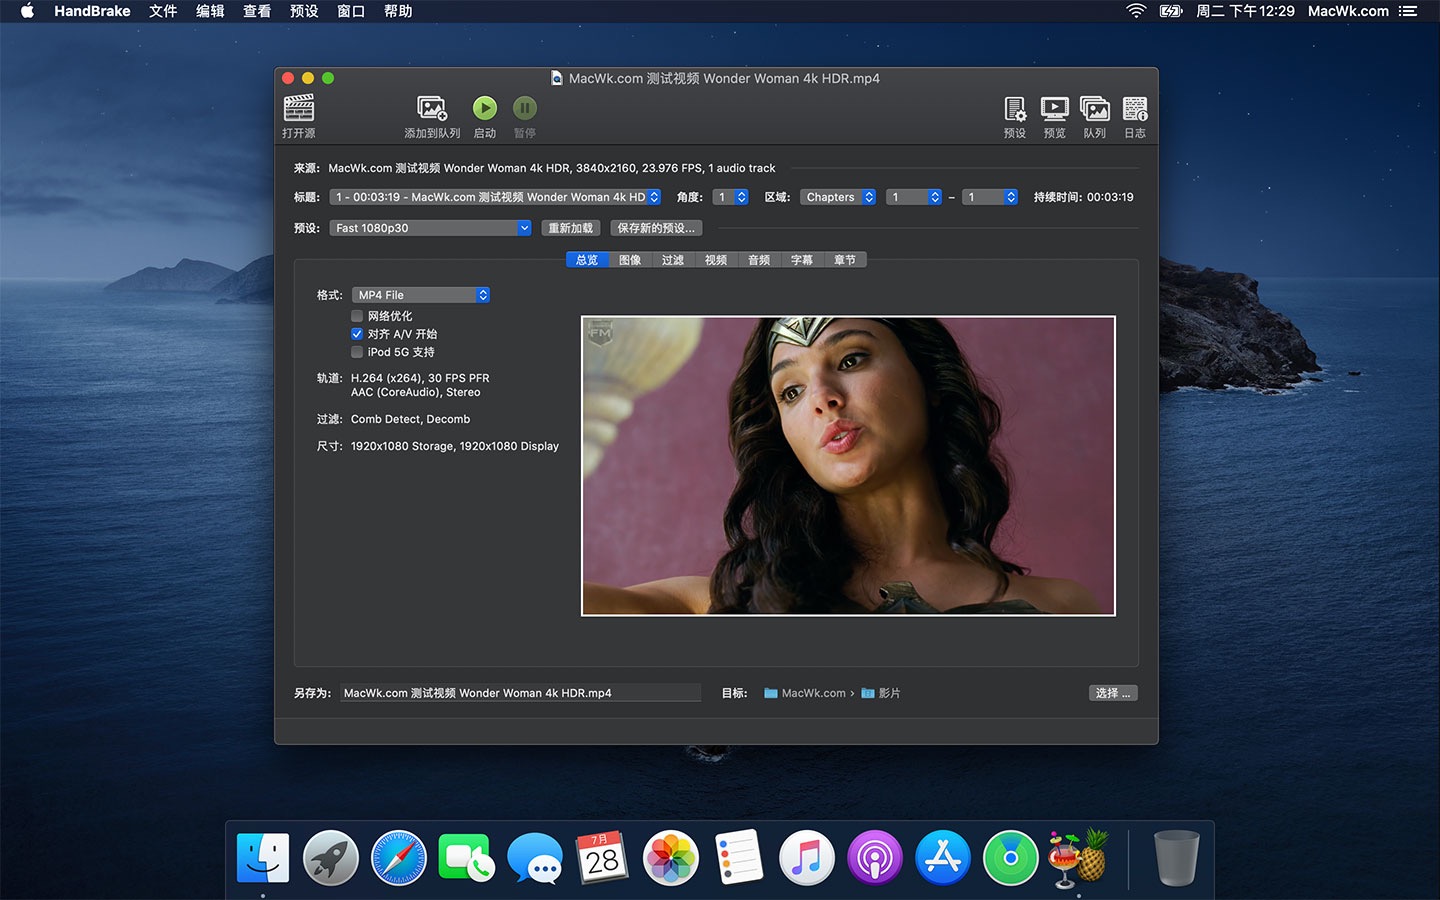 HandBrake 文件 编辑 查看 预设 窗口 帮助 周二 下午12:29 MacWk.com
MacWk.com 测试视频 Wonder Woman 4k HDR.mp4
打开源 添加到队列 启动 暂停 预设 预览 队列 日志
来源: MacWk.com 测试视频 Wonder Woman 4k HDR, 3840x2160, 23.976 FPS, 1 audio track
标题: 1 - 00:03:19 - MacWk.com 测试视频 Wonder Woman 4k HD 角度: 1 区域: Chapters 1 – 1 持续时间: 00:03:19
预设: Fast 1080p30 重新加载 保存新的预设...
总览 图像 过滤 视频 音频 字幕 章节
格式: MP4 File
网络优化
对齐 A/V 开始
iPod 5G 支持
轨道: H.264 (x264), 30 FPS PFR
AAC (CoreAudio), Stereo
过滤: Comb Detect, Decomb
尺寸: 1920x1080 Storage, 1920x1080 Display
FM
另存为: MacWk.com 测试视频 Wonder Woman 4k HDR.mp4 目标: MacWk.com › 影片 选择 ...
7月
28